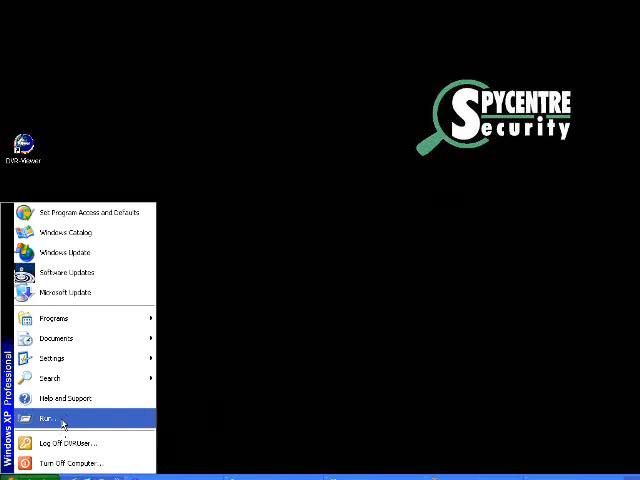 SPYCENTRE
Security
DVR-Viewer
Set Program Access and Defaults
Windows Catalog
Windows Update
Software Updates
Microsoft Update
Programs
Documents
Settings
Search
Help and Support
Run...
Log Off DVRUser...
Turn Off Computer...
Windows XP Professional